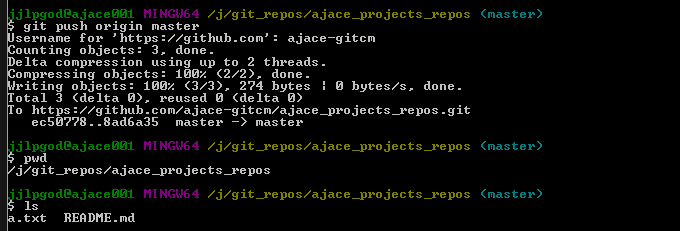 jjlpgod@ajace001 MINGW64 /j/git_repos/ajace_projects_repos (master)
$ git push origin master
Username for 'https://github.com': ajace-gitcm
Counting objects: 3, done.
Delta compression using up to 2 threads.
Compressing objects: 100% (2/2), done.
Writing objects: 100% (3/3), 274 bytes | 0 bytes/s, done.
Total 3 (delta 0), reused 0 (delta 0)
To https://github.com/ajace-gitcm/ajace_projects_repos.git
   ec50778..8ad6a35  master -> master
jjlpgod@ajace001 MINGW64 /j/git_repos/ajace_projects_repos (master)
$ pwd
/j/git_repos/ajace_projects_repos
jjlpgod@ajace001 MINGW64 /j/git_repos/ajace_projects_repos (master)
$ ls
a.txt  README.md